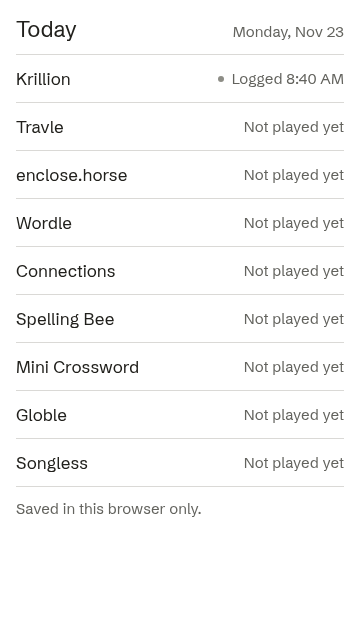 Today Monday, Nov 23
Krillion • Logged 8:40 AM
Travle Not played yet
enclose.horse Not played yet
Wordle Not played yet
Connections Not played yet
Spelling Bee Not played yet
Mini Crossword Not played yet
Globle Not played yet
Songless Not played yet
Saved in this browser only.